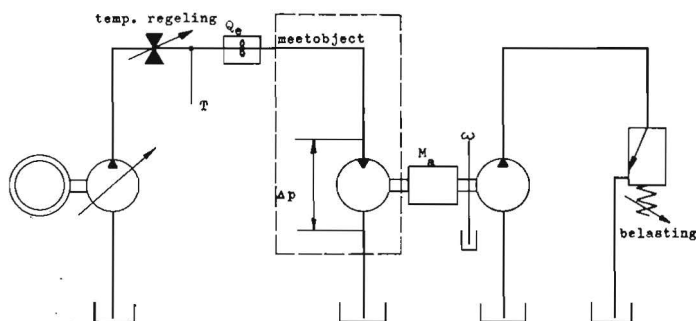 temp. regeling
Qe
meetobject
T
Ma
ω
Δp
belasting